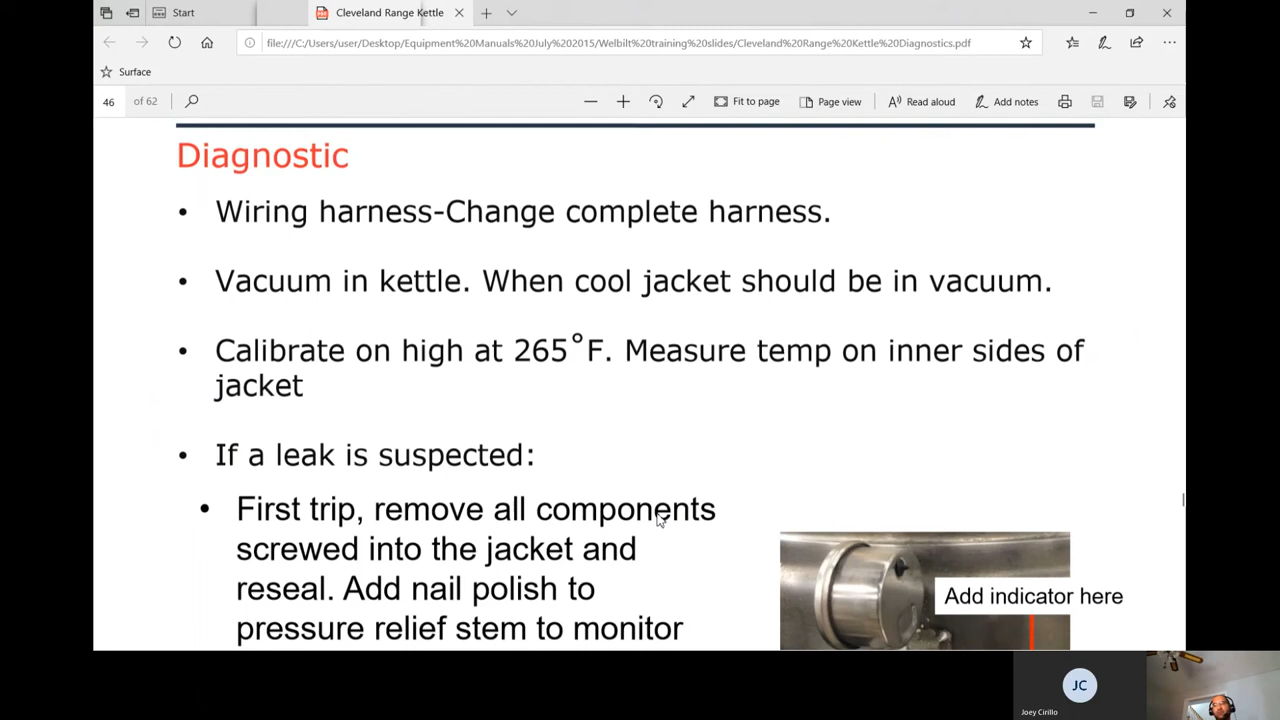 Start
Cleveland Range Kettle
file:///C:/Users/user/Desktop/Equipment%20Manuals%20July%202015/Welbilt%20training%20slides/Cleveland%20Range%20Kettle%20Diagnostics.pdf
Surface
46 of 62
Fit to page
Page view
Read aloud
Add notes
Diagnostic
• Wiring harness-Change complete harness.
• Vacuum in kettle. When cool jacket should be in vacuum.
• Calibrate on high at 265°F. Measure temp on inner sides of
jacket
• If a leak is suspected:
• First trip, remove all components
screwed into the jacket and
reseal. Add nail polish to
pressure relief stem to monitor
Add indicator here
JC
Joey Cirillo